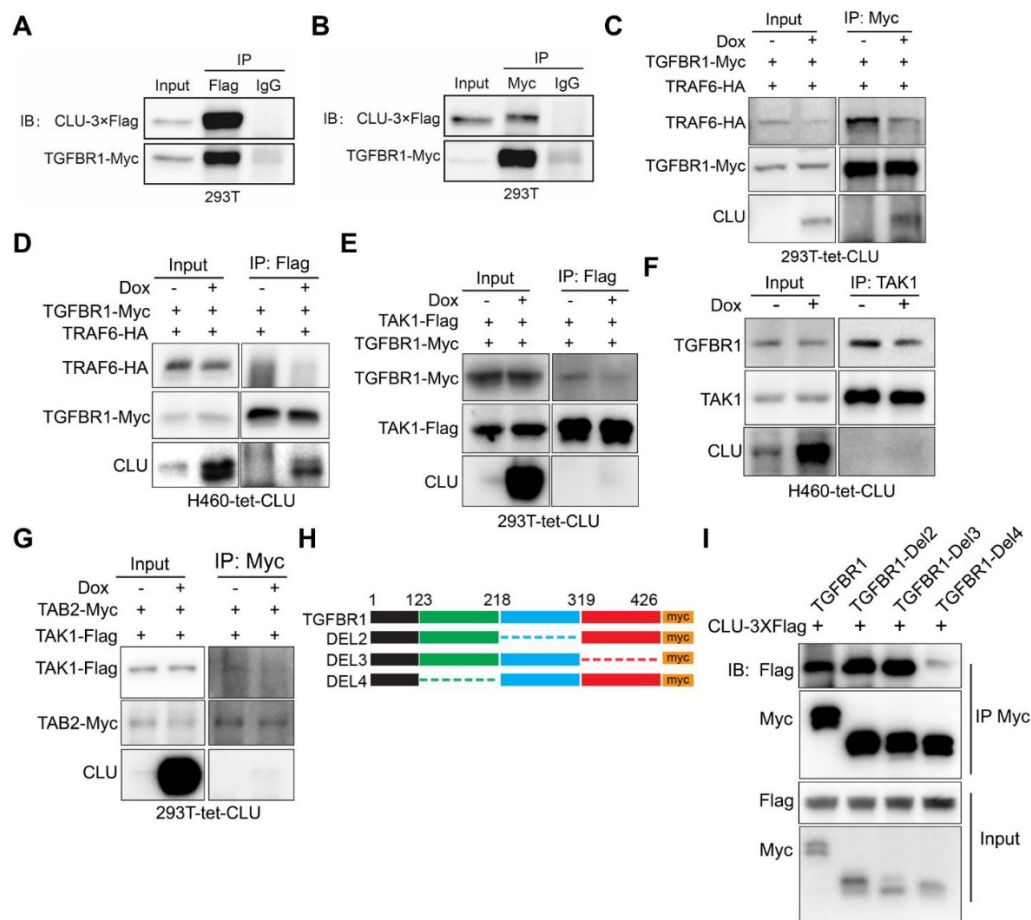 A
IP
Input Flag IgG
IB: CLU-3×Flag
TGFBR1-Myc
293T
B
IP
Input Myc IgG
IB: CLU-3×Flag
TGFBR1-Myc
293T
C
Input IP: Myc
Dox - + - +
TGFBR1-Myc + + + +
TRAF6-HA + + + +
TRAF6-HA
TGFBR1-Myc
CLU
293T-tet-CLU
D
Input IP: Flag
Dox - + - +
TGFBR1-Myc + + + +
TRAF6-HA + + + +
TRAF6-HA
TGFBR1-Myc
CLU
H460-tet-CLU
E
Input IP: Flag
Dox - + - +
TAK1-Flag + + + +
TGFBR1-Myc + + + +
TGFBR1-Myc
TAK1-Flag
CLU
293T-tet-CLU
F
Input IP: TAK1
Dox - + - +
TGFBR1
TAK1
CLU
H460-tet-CLU
G
Input IP: Myc
Dox - + - +
TAB2-Myc + + + +
TAK1-Flag + + + +
TAK1-Flag
TAB2-Myc
CLU
293T-tet-CLU
H
1 123 218 319 426
TGFBR1 myc
DEL2 myc
DEL3 myc
DEL4 myc
I
TGFBR1 TGFBR1-Del2 TGFBR1-Del3 TGFBR1-Del4
CLU-3XFlag + + + +
IB: Flag
Myc
IP Myc
Flag
Myc
Input